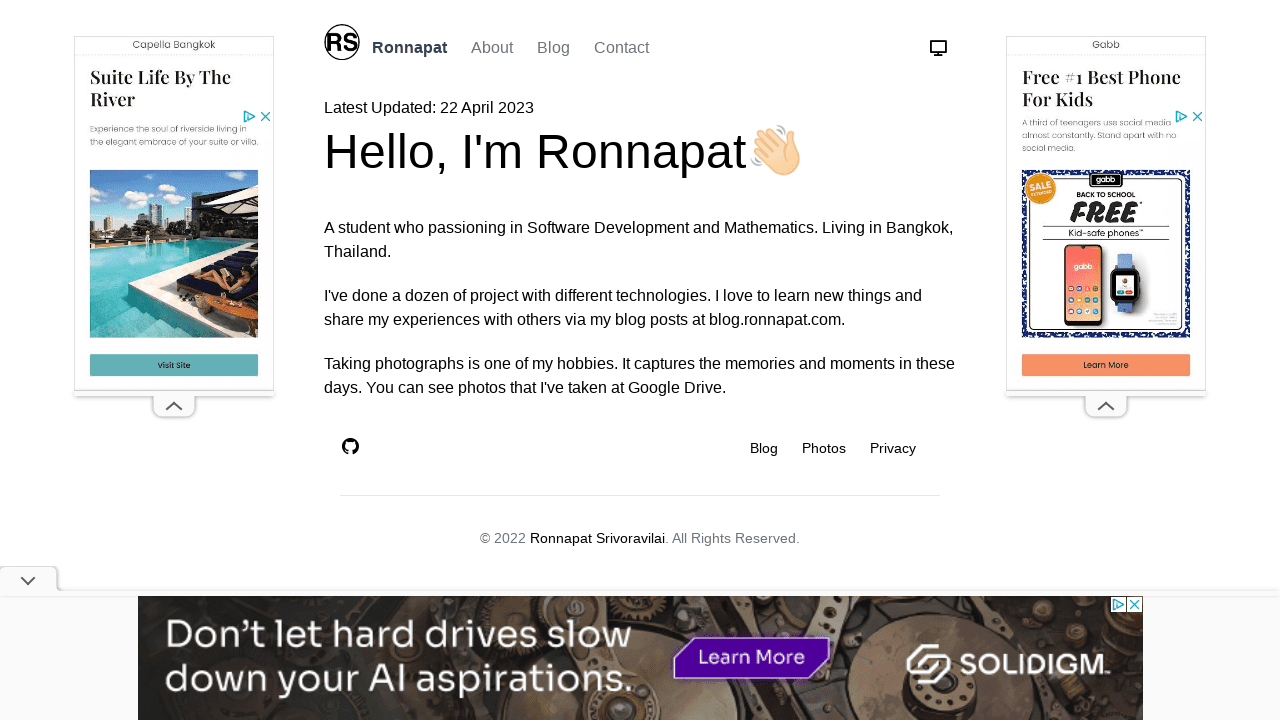 RS
Ronnapat
About
Blog
Contact
Capella Bangkok
Suite Life By The
River
Experience the soul of riverside living in
the elegant embrace of your suite or villa.
Visit Site
Latest Updated: 22 April 2023
Hello, I'm Ronnapat
A student who passioning in Software Development and Mathematics. Living in Bangkok,
Thailand.
I've done a dozen of project with different technologies. I love to learn new things and
share my experiences with others via my blog posts at blog.ronnapat.com.
Taking photographs is one of my hobbies. It captures the memories and moments in these
days. You can see photos that I've taken at Google Drive.
Gabb
Free #1 Best Phone
For Kids
A third of teenagers use social media
almost constantly. Stand apart with no
social media.
SALE
gabb
BACK TO SCHOOL
FREE*
Kid-safe phones™
gabb
Learn More
Blog
Photos
Privacy
© 2022 Ronnapat Srivoravilai. All Rights Reserved.
Don't let hard drives slow
down your AI aspirations.
Learn More
SOLIDIGM